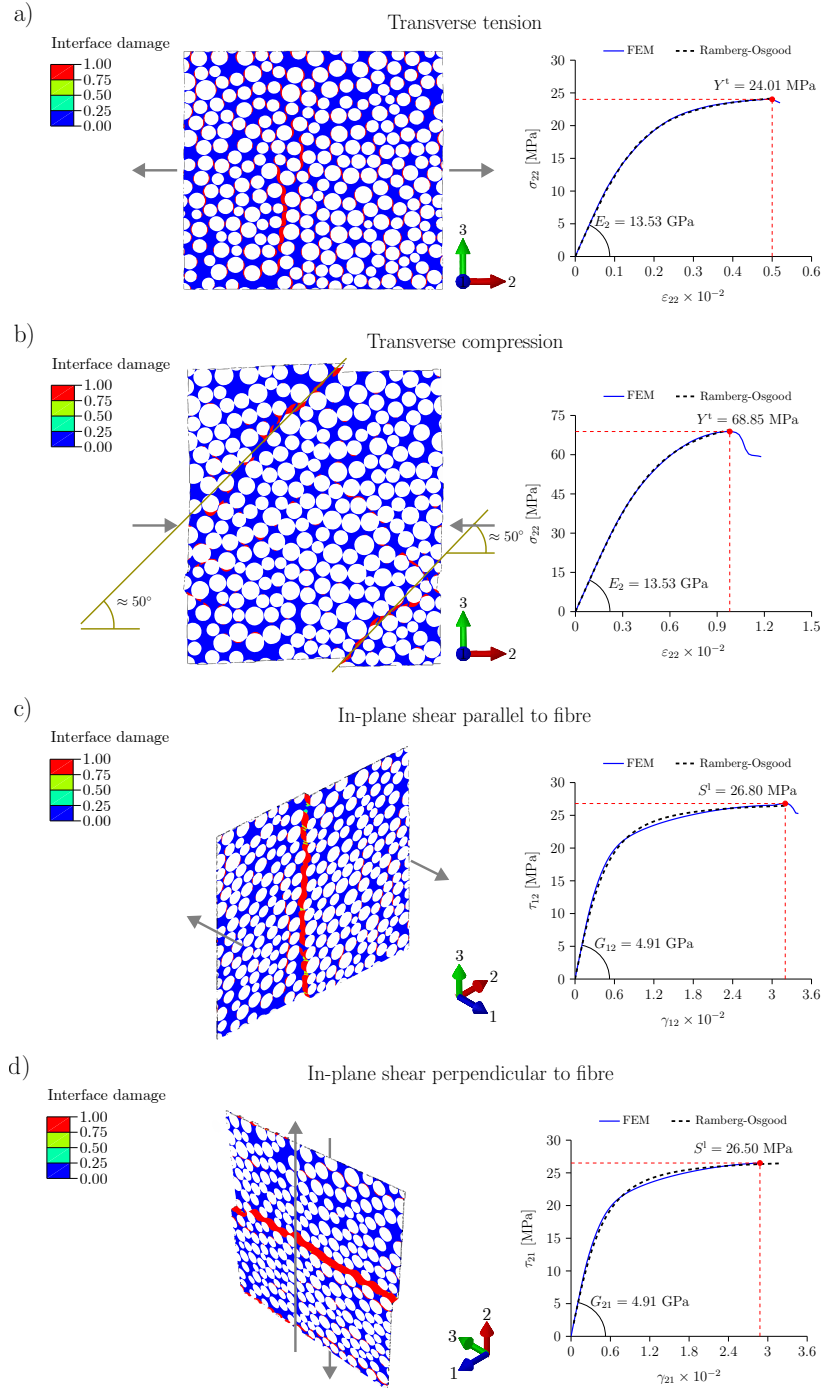 a)
Transverse tension
Interface damage
1.00
0.75
0.50
0.25
0.00
3
2
FEM
Ramberg-Osgood
30
25
20
15
10
5
0
σ₂₂ [MPa]
Yᵗ = 24.01 MPa
E₂ = 13.53 GPa
0 0.1 0.2 0.3 0.4 0.5 0.6
ε₂₂ × 10⁻²
b)
Transverse compression
Interface damage
1.00
0.75
0.50
0.25
0.00
≈ 50°
≈ 50°
3
2
FEM
Ramberg-Osgood
75
60
45
30
15
0
σ₂₂ [MPa]
Yᵗ = 68.85 MPa
E₂ = 13.53 GPa
0 0.3 0.6 0.9 1.2 1.5
ε₂₂ × 10⁻²
c)
In-plane shear parallel to fibre
Interface damage
1.00
0.75
0.50
0.25
0.00
3
2
1
FEM
Ramberg-Osgood
30
25
20
15
10
5
0
τ₁₂ [MPa]
Sˡ = 26.80 MPa
G₁₂ = 4.91 GPa
0 0.6 1.2 1.8 2.4 3 3.6
γ₁₂ × 10⁻²
d)
In-plane shear perpendicular to fibre
Interface damage
1.00
0.75
0.50
0.25
0.00
2
3
1
FEM
Ramberg-Osgood
30
25
20
15
10
5
0
τ₂₁ [MPa]
Sˡ = 26.50 MPa
G₂₁ = 4.91 GPa
0 0.6 1.2 1.8 2.4 3 3.6
γ₂₁ × 10⁻²